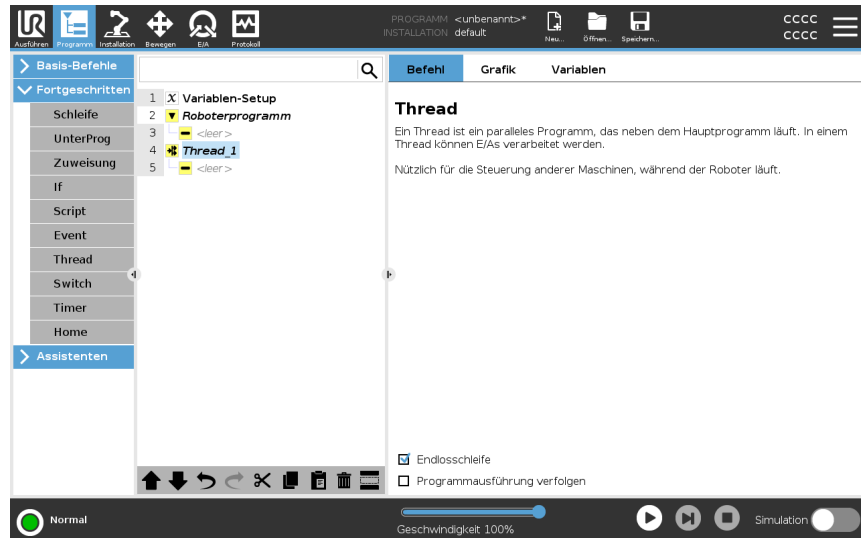 PROGRAMM <unbenannt>*
INSTALLATION default
CCCC
CCCC
UR
Ausführen Programm Installation Bewegen E/A Protokoll Neu... Öffnen... Speichern...
Basis-Befehle
Fortgeschritten
Schleife
UnterProg
Zuweisung
If
Script
Event
Thread
Switch
Timer
Home
Assistenten
1 X Variablen-Setup
2 Roboterprogramm
3 <leer>
4 Thread_1
5 <leer>
Befehl Grafik Variablen
Thread
Ein Thread ist ein paralleles Programm, das neben dem Hauptprogramm läuft. In einem
Thread können E/As verarbeitet werden.
Nützlich für die Steuerung anderer Maschinen, während der Roboter läuft.
Endlosschleife
Programmausführung verfolgen
Normal
Geschwindigkeit 100%
Simulation